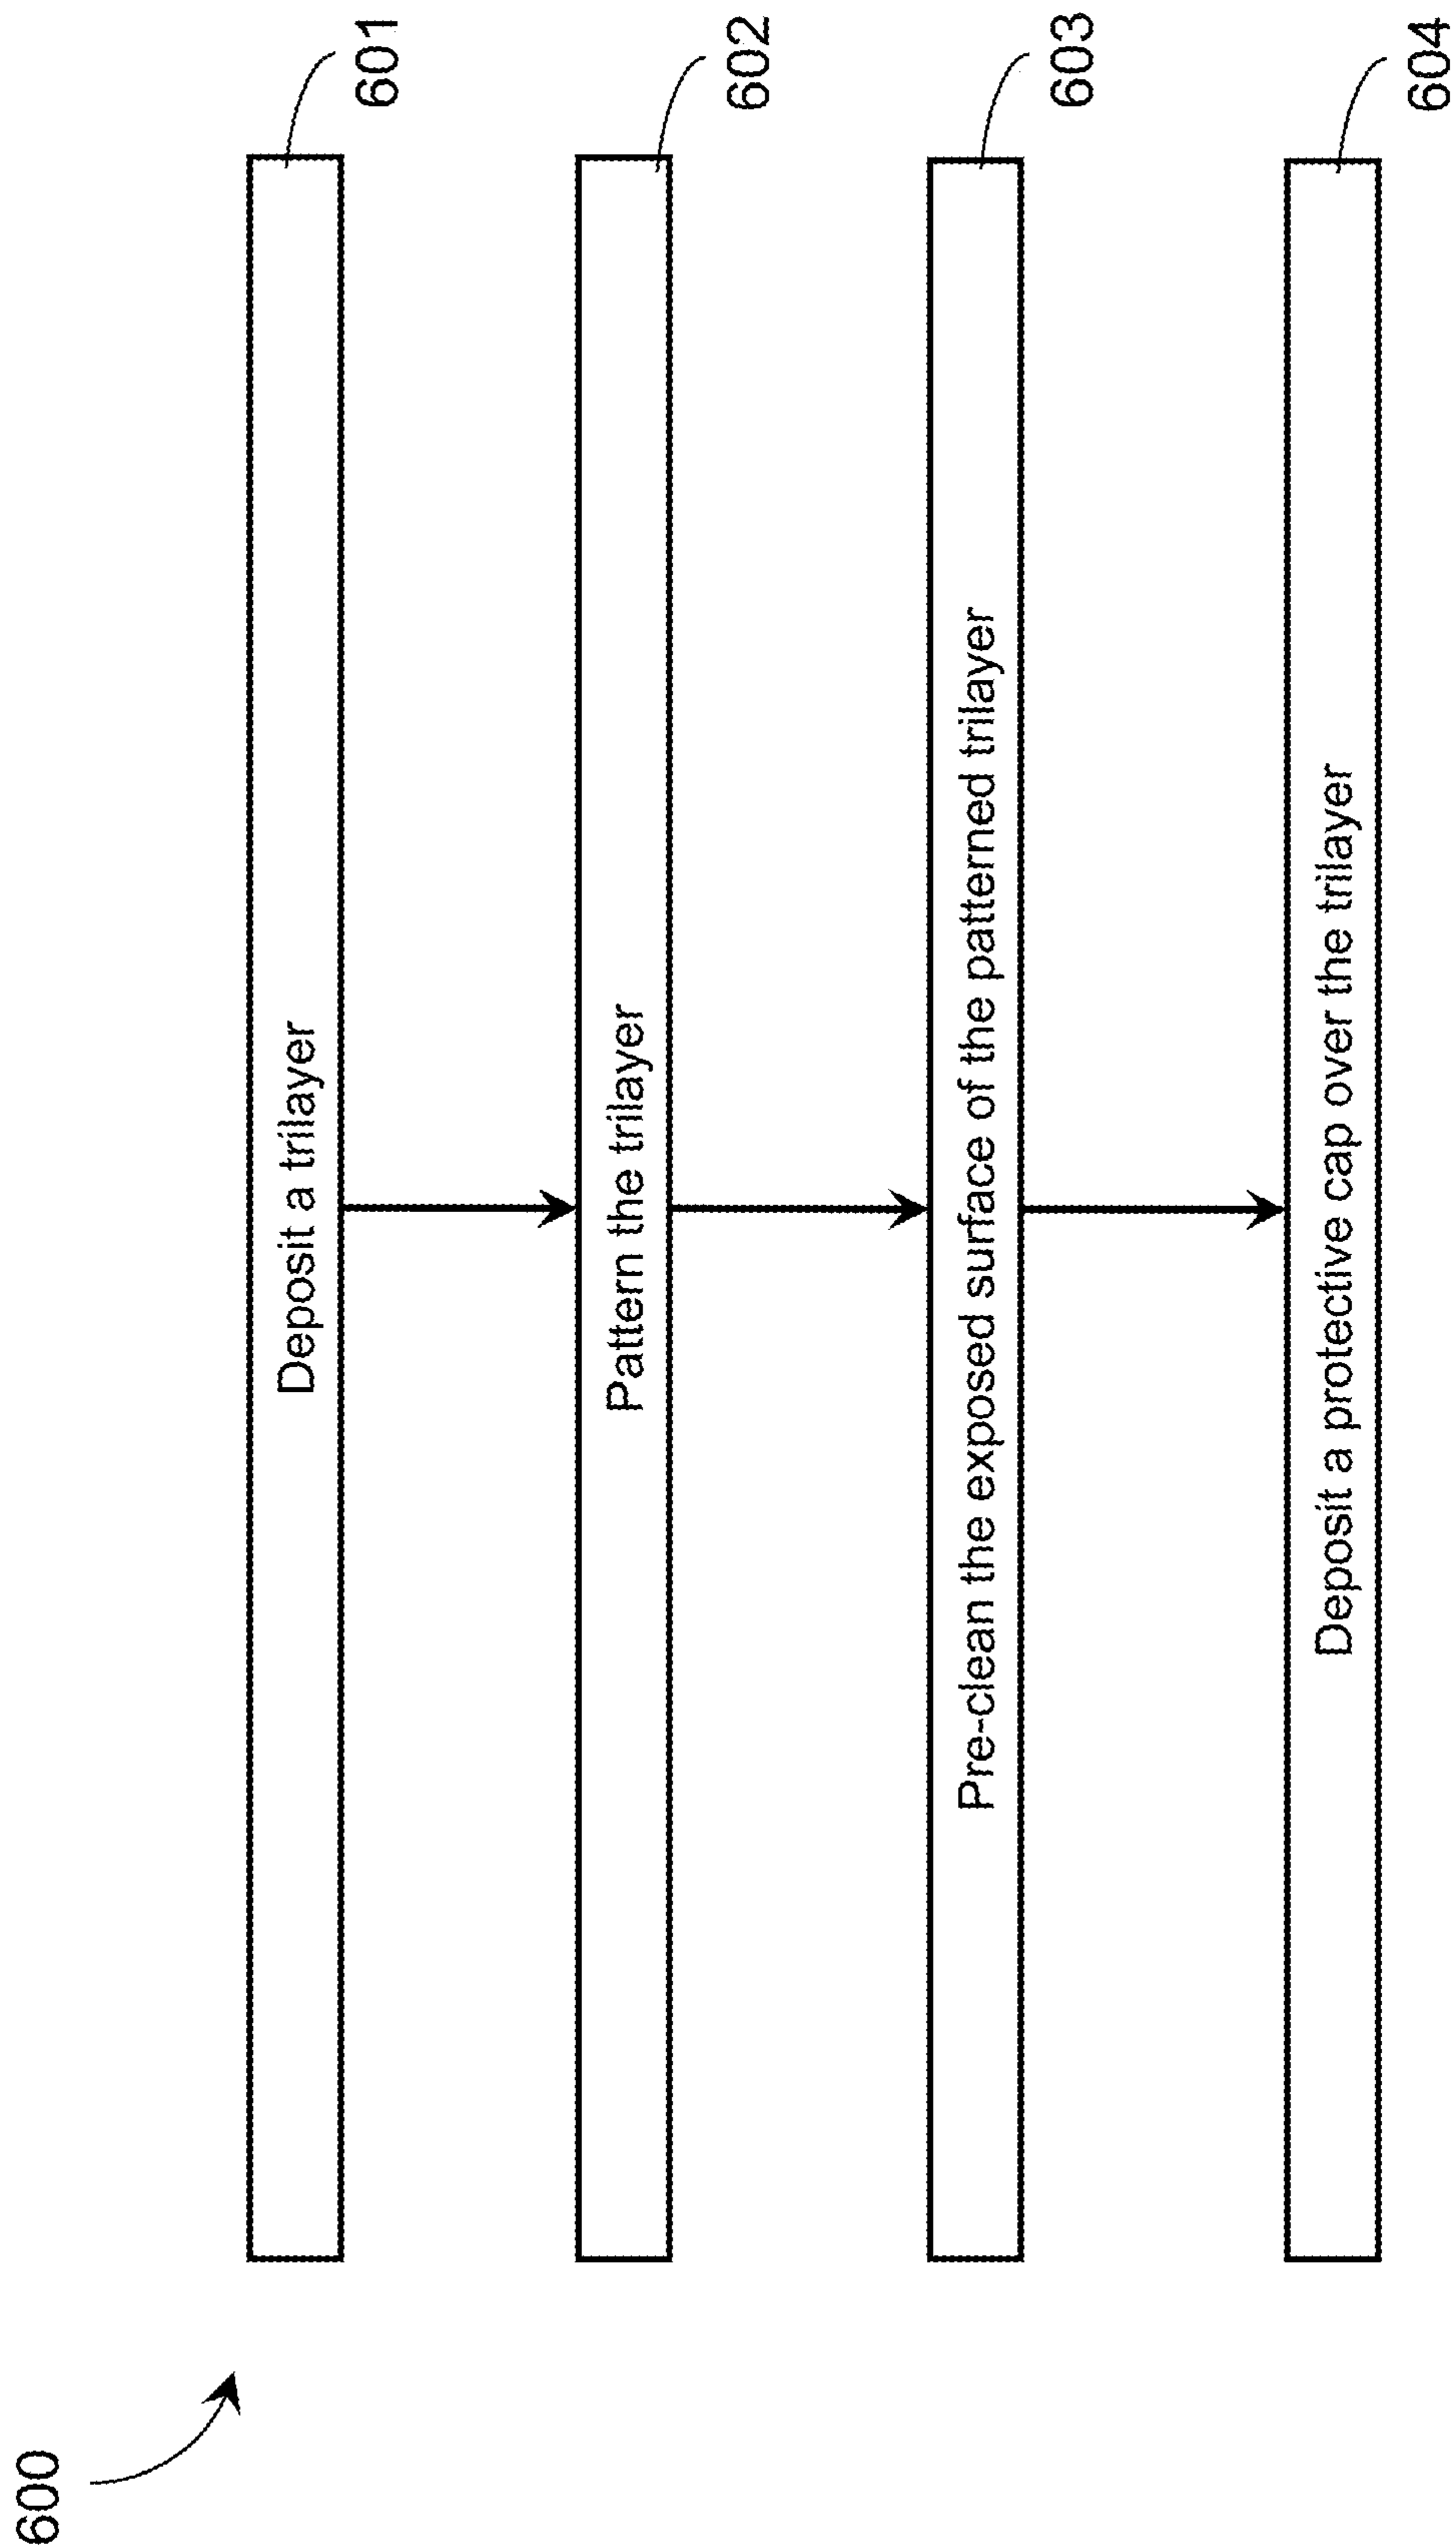 600
Deposit a trilayer
601
Pattern the trilayer
602
Pre-clean the exposed surface of the patterned trilayer
603
Deposit a protective cap over the trilayer
604